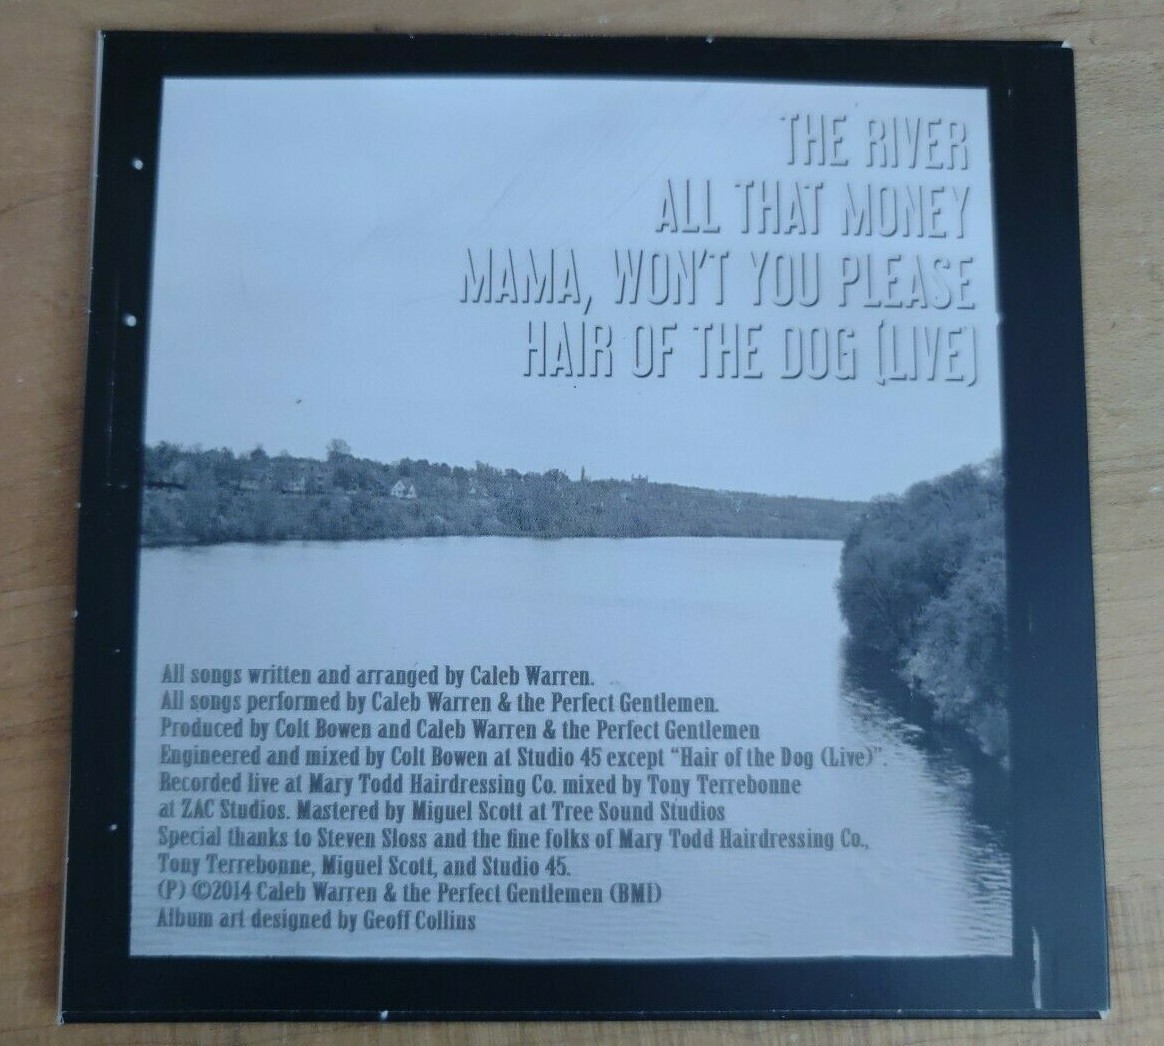 THE RIVER
ALL THAT MONEY
MAMA, WON'T YOU PLEASE
HAIR OF THE DOG (LIVE)
All songs written and arranged by Caleb Warren.
All songs performed by Caleb Warren & the Perfect Gentlemen.
Produced by Colt Bowen and Caleb Warren & the Perfect Gentlemen
Engineered and mixed by Colt Bowen at Studio 45 except “Hair of the Dog (Live)”.
Recorded live at Mary Todd Hairdressing Co. mixed by Tony Terrebonne
at ZAC Studios. Mastered by Miguel Scott at Tree Sound Studios
Special thanks to Steven Sloss and the fine folks of Mary Todd Hairdressing Co.,
Tony Terrebonne, Miguel Scott, and Studio 45.
(P) ©2014 Caleb Warren & the Perfect Gentlemen (BMI)
Album art designed by Geoff Collins